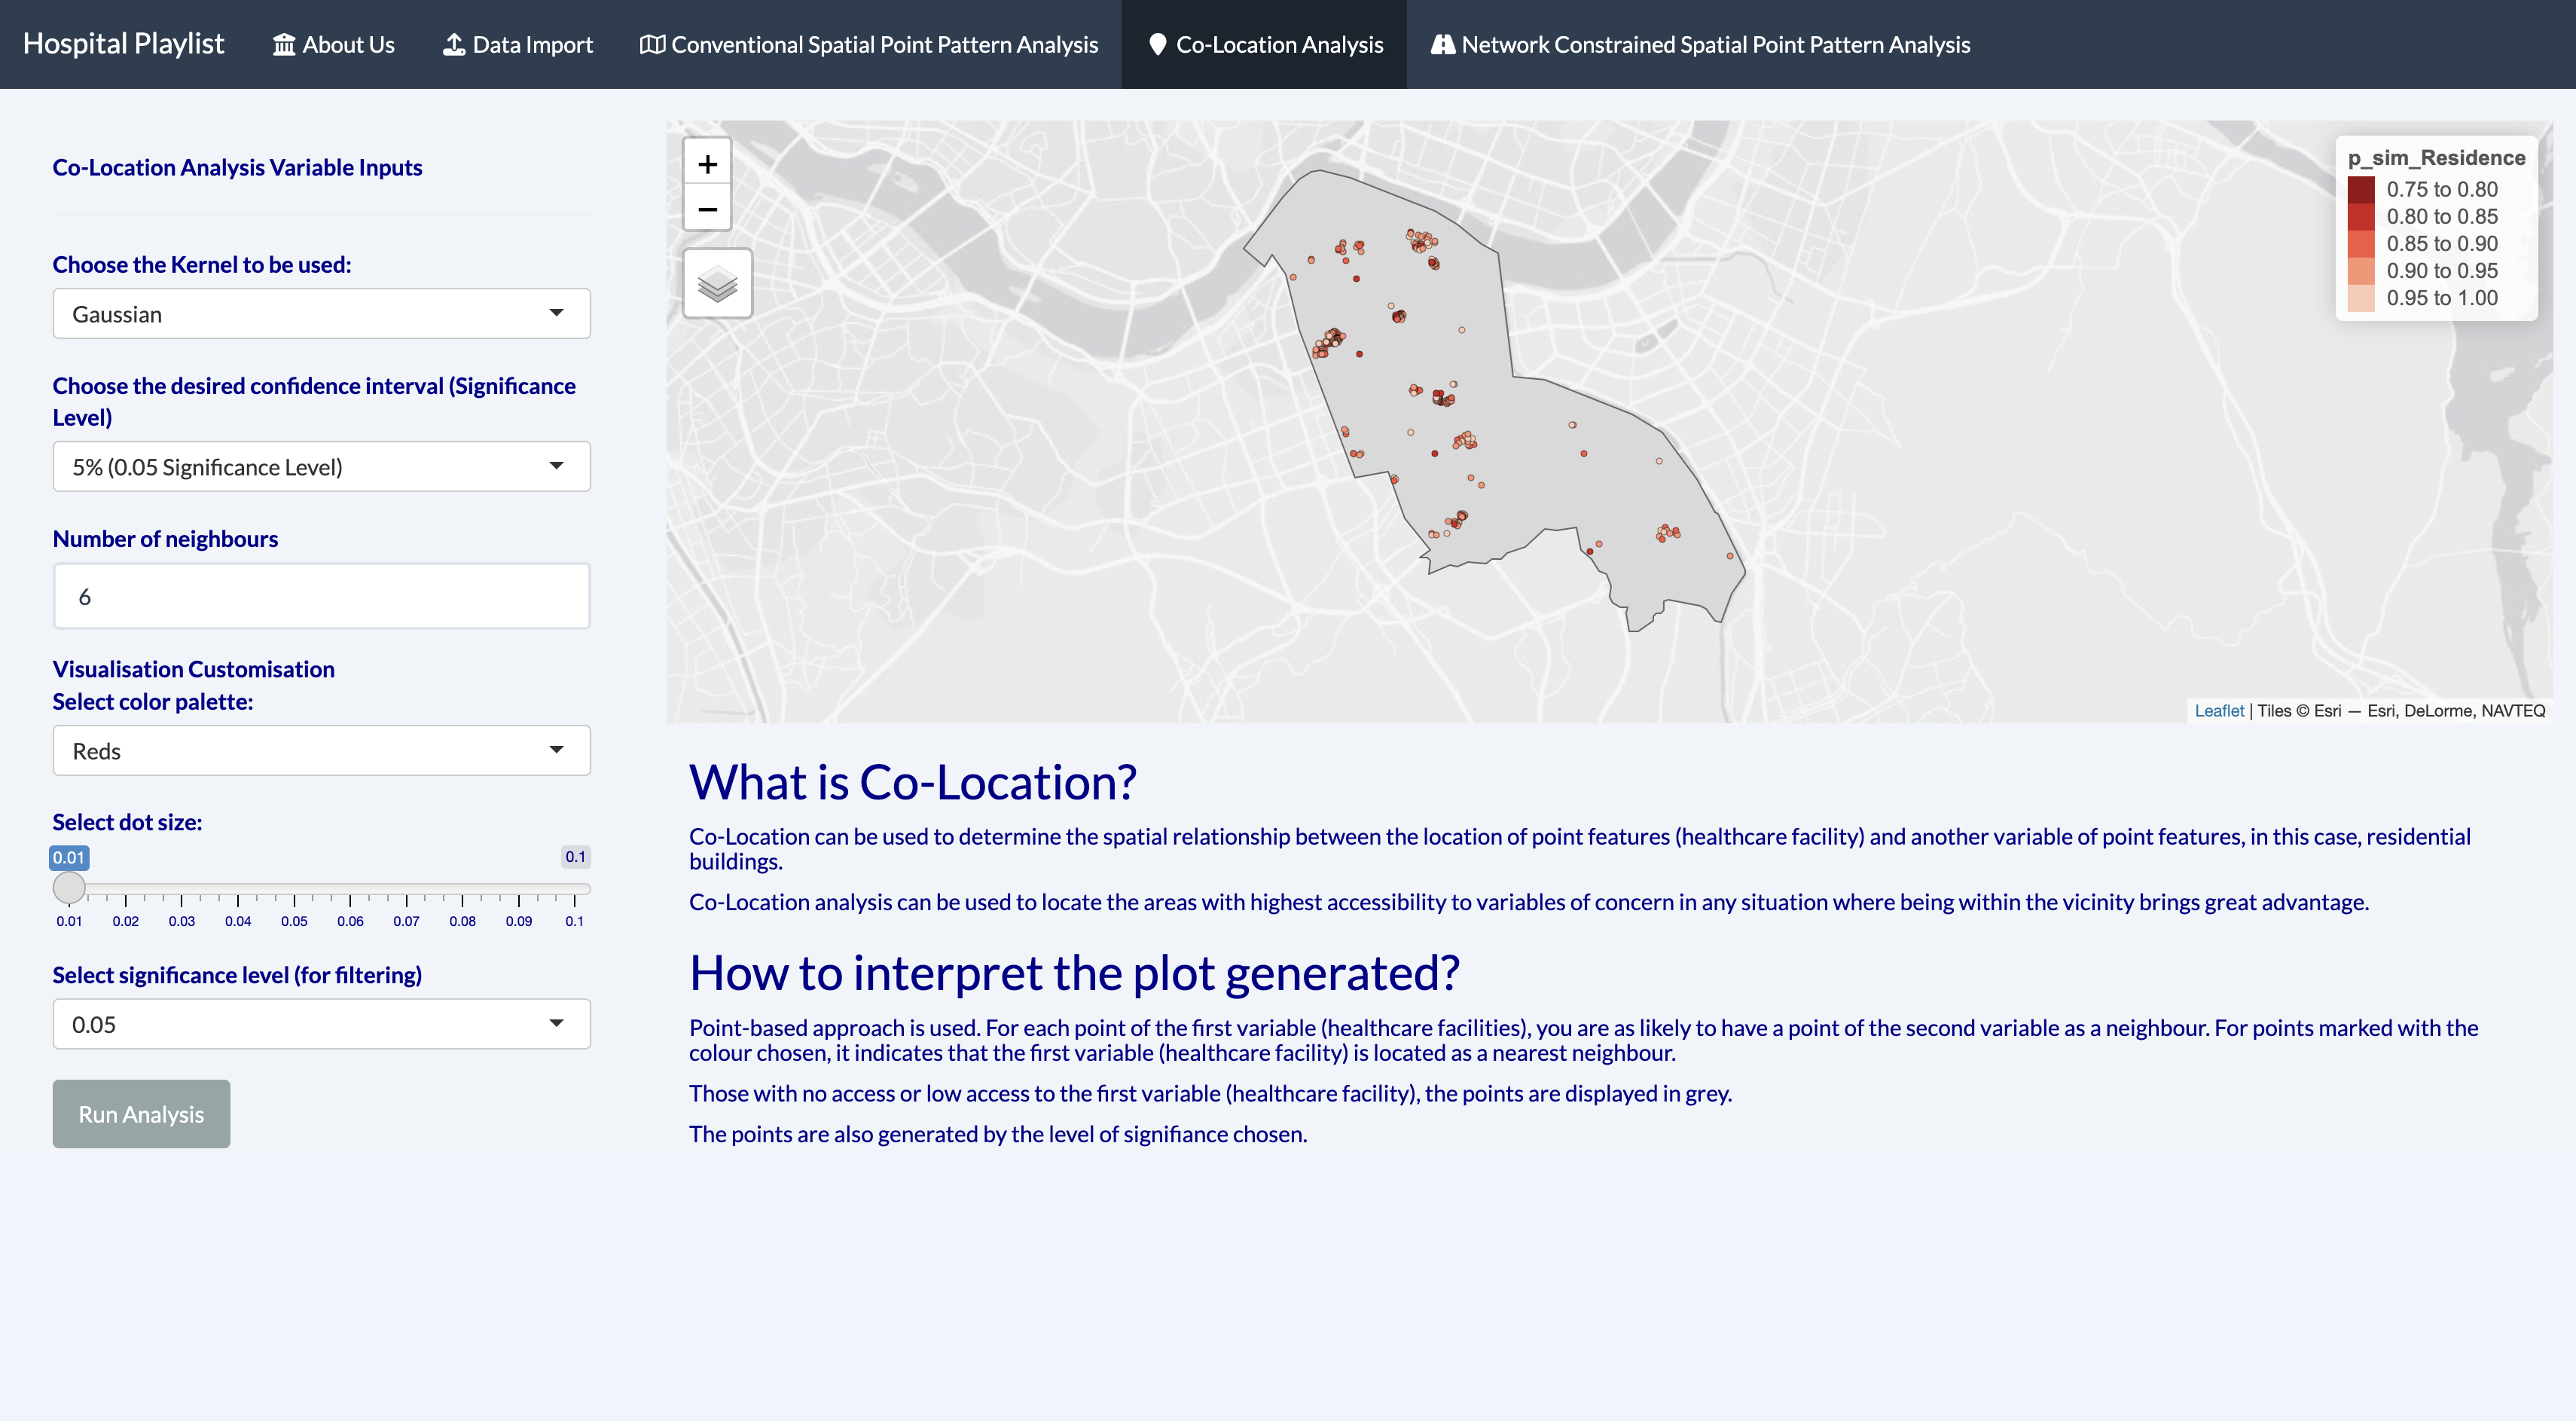 Hospital Playlist
About Us
Data Import
Conventional Spatial Point Pattern Analysis
Co-Location Analysis
Network Constrained Spatial Point Pattern Analysis
Co-Location Analysis Variable Inputs
Choose the Kernel to be used:
Gaussian
Choose the desired confidence interval (Significance
Level)
5% (0.05 Significance Level)
Number of neighbours
6
Visualisation Customisation
Select color palette:
Reds
Select dot size:
0.01
0.1
0.01 0.02 0.03 0.04 0.05 0.06 0.07 0.08 0.09 0.1
Select significance level (for filtering)
0.05
Run Analysis
+
−
p_sim_Residence
0.75 to 0.80
0.80 to 0.85
0.85 to 0.90
0.90 to 0.95
0.95 to 1.00
Leaflet | Tiles © Esri — Esri, DeLorme, NAVTEQ
What is Co-Location?
Co-Location can be used to determine the spatial relationship between the location of point features (healthcare facility) and another variable of point features, in this case, residential
buildings.
Co-Location analysis can be used to locate the areas with highest accessibility to variables of concern in any situation where being within the vicinity brings great advantage.
How to interpret the plot generated?
Point-based approach is used. For each point of the first variable (healthcare facilities), you are as likely to have a point of the second variable as a neighbour. For points marked with the
colour chosen, it indicates that the first variable (healthcare facility) is located as a nearest neighbour.
Those with no access or low access to the first variable (healthcare facility), the points are displayed in grey.
The points are also generated by the level of signifiance chosen.